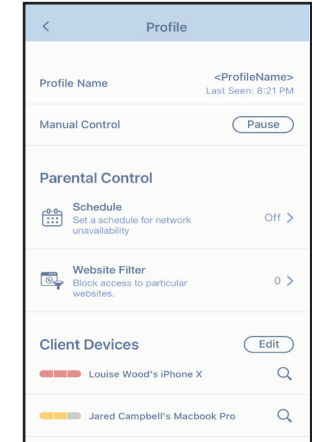 Profile
Profile Name
<ProfileName>
Last Seen: 8:21 PM
Manual Control
Pause
Parental Control
Schedule
Set a schedule for network
unavailability
Off
Website Filter
Block access to particular
websites.
0
Client Devices
Edit
Louise Wood's iPhone X
Jared Campbell's Macbook Pro